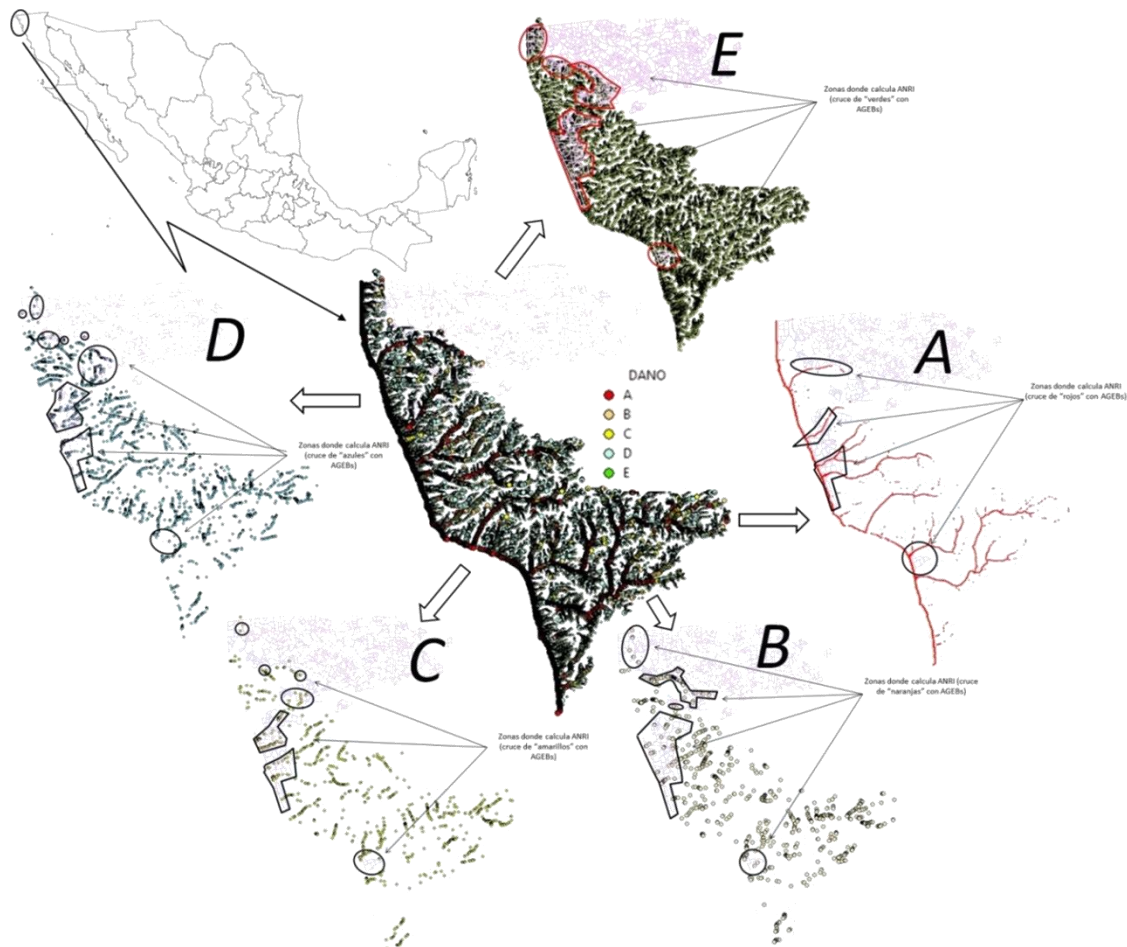 E
Zonas donde calcula ANRI
(cruce de "verdes" con
AGEBs)
D
Zonas donde calcula ANRI
(cruce de "azules" con
AGEBs)
DANO
A
B
C
D
E
A
Zonas donde calcula ANRI
(cruce de "rojos" con AGEBs)
C
Zonas donde calcula ANRI
(cruce de "amarillos" con
AGEBs)
B
Zonas donde calcula ANRI (cruce
de "naranjas" con AGEBs)